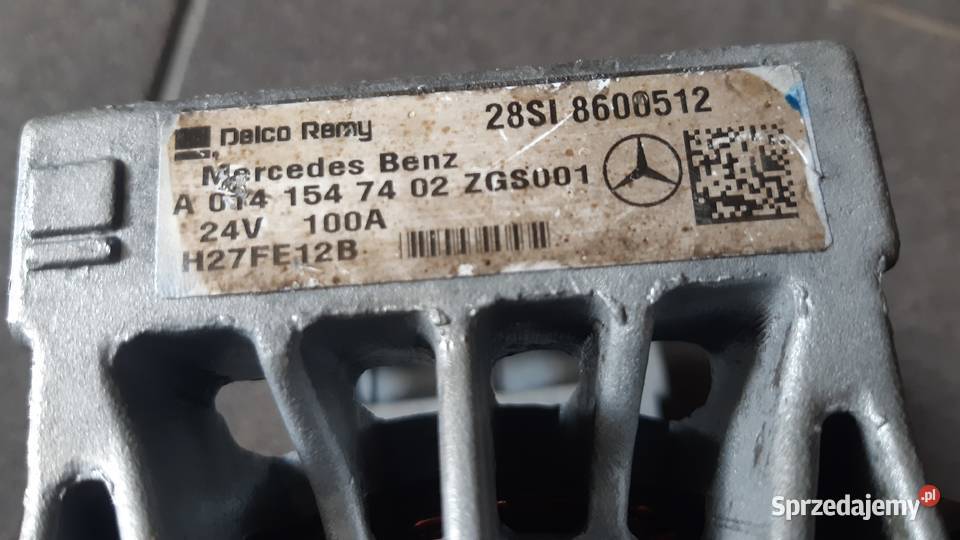 Delco Remy 28SI 8600512
Mercedes Benz
A 014 154 74 02 ZGS001
24V 100A
H27FE12B
Sprzedajemy.pl